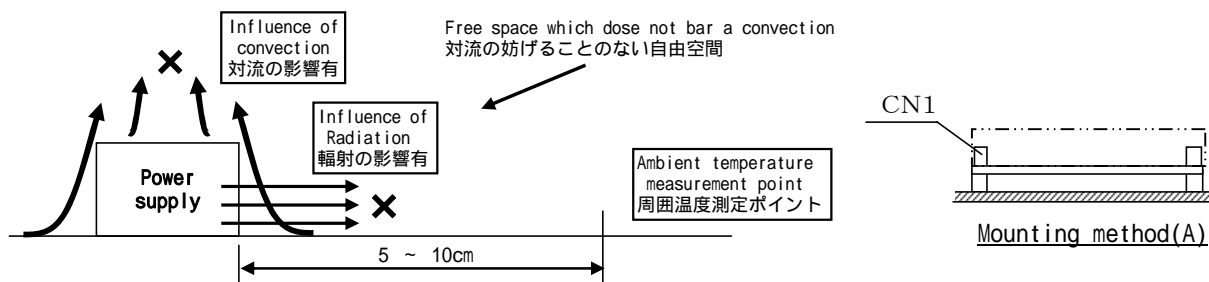 Influence of
convection
対流の影響有
Free space which dose not bar a convection
対流の妨げることのない自由空間
Influence of
Radiation
輻射の影響有
Power
supply
Ambient temperature
measurement point
周囲温度測定ポイント
5 ~ 10cm
CN1
Mounting method(A)